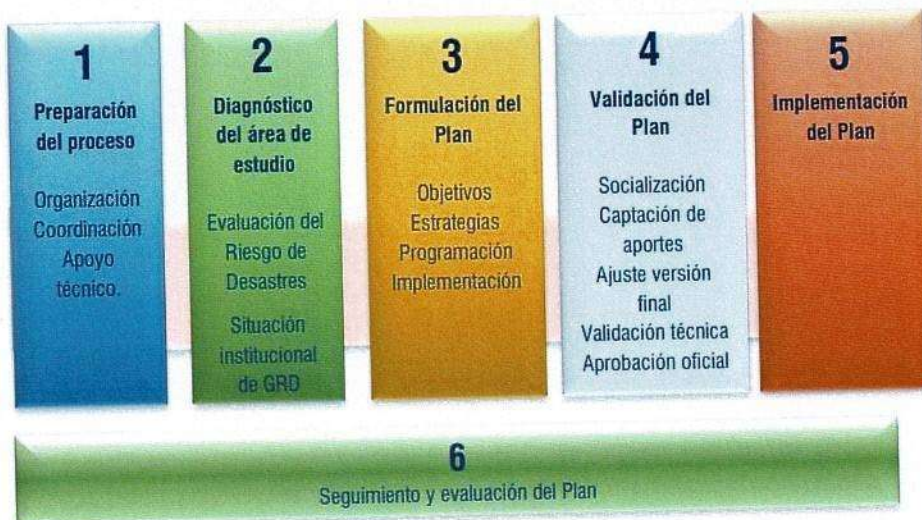 1
Preparación
del proceso
Organización
Coordinación
Apoyo
técnico.
2
Diagnóstico
del área de
estudio
Evaluación del
Riesgo de
Desastres
Situación
institucional
de GRD
3
Formulación del
Plan
Objetivos
Estrategias
Programación
Implementación
4
Validación del
Plan
Socialización
Captación de
aportes
Ajuste versión
final
Validación técnica
Aprobación oficial
5
Implementación
del Plan
6
Seguimiento y evaluación del Plan